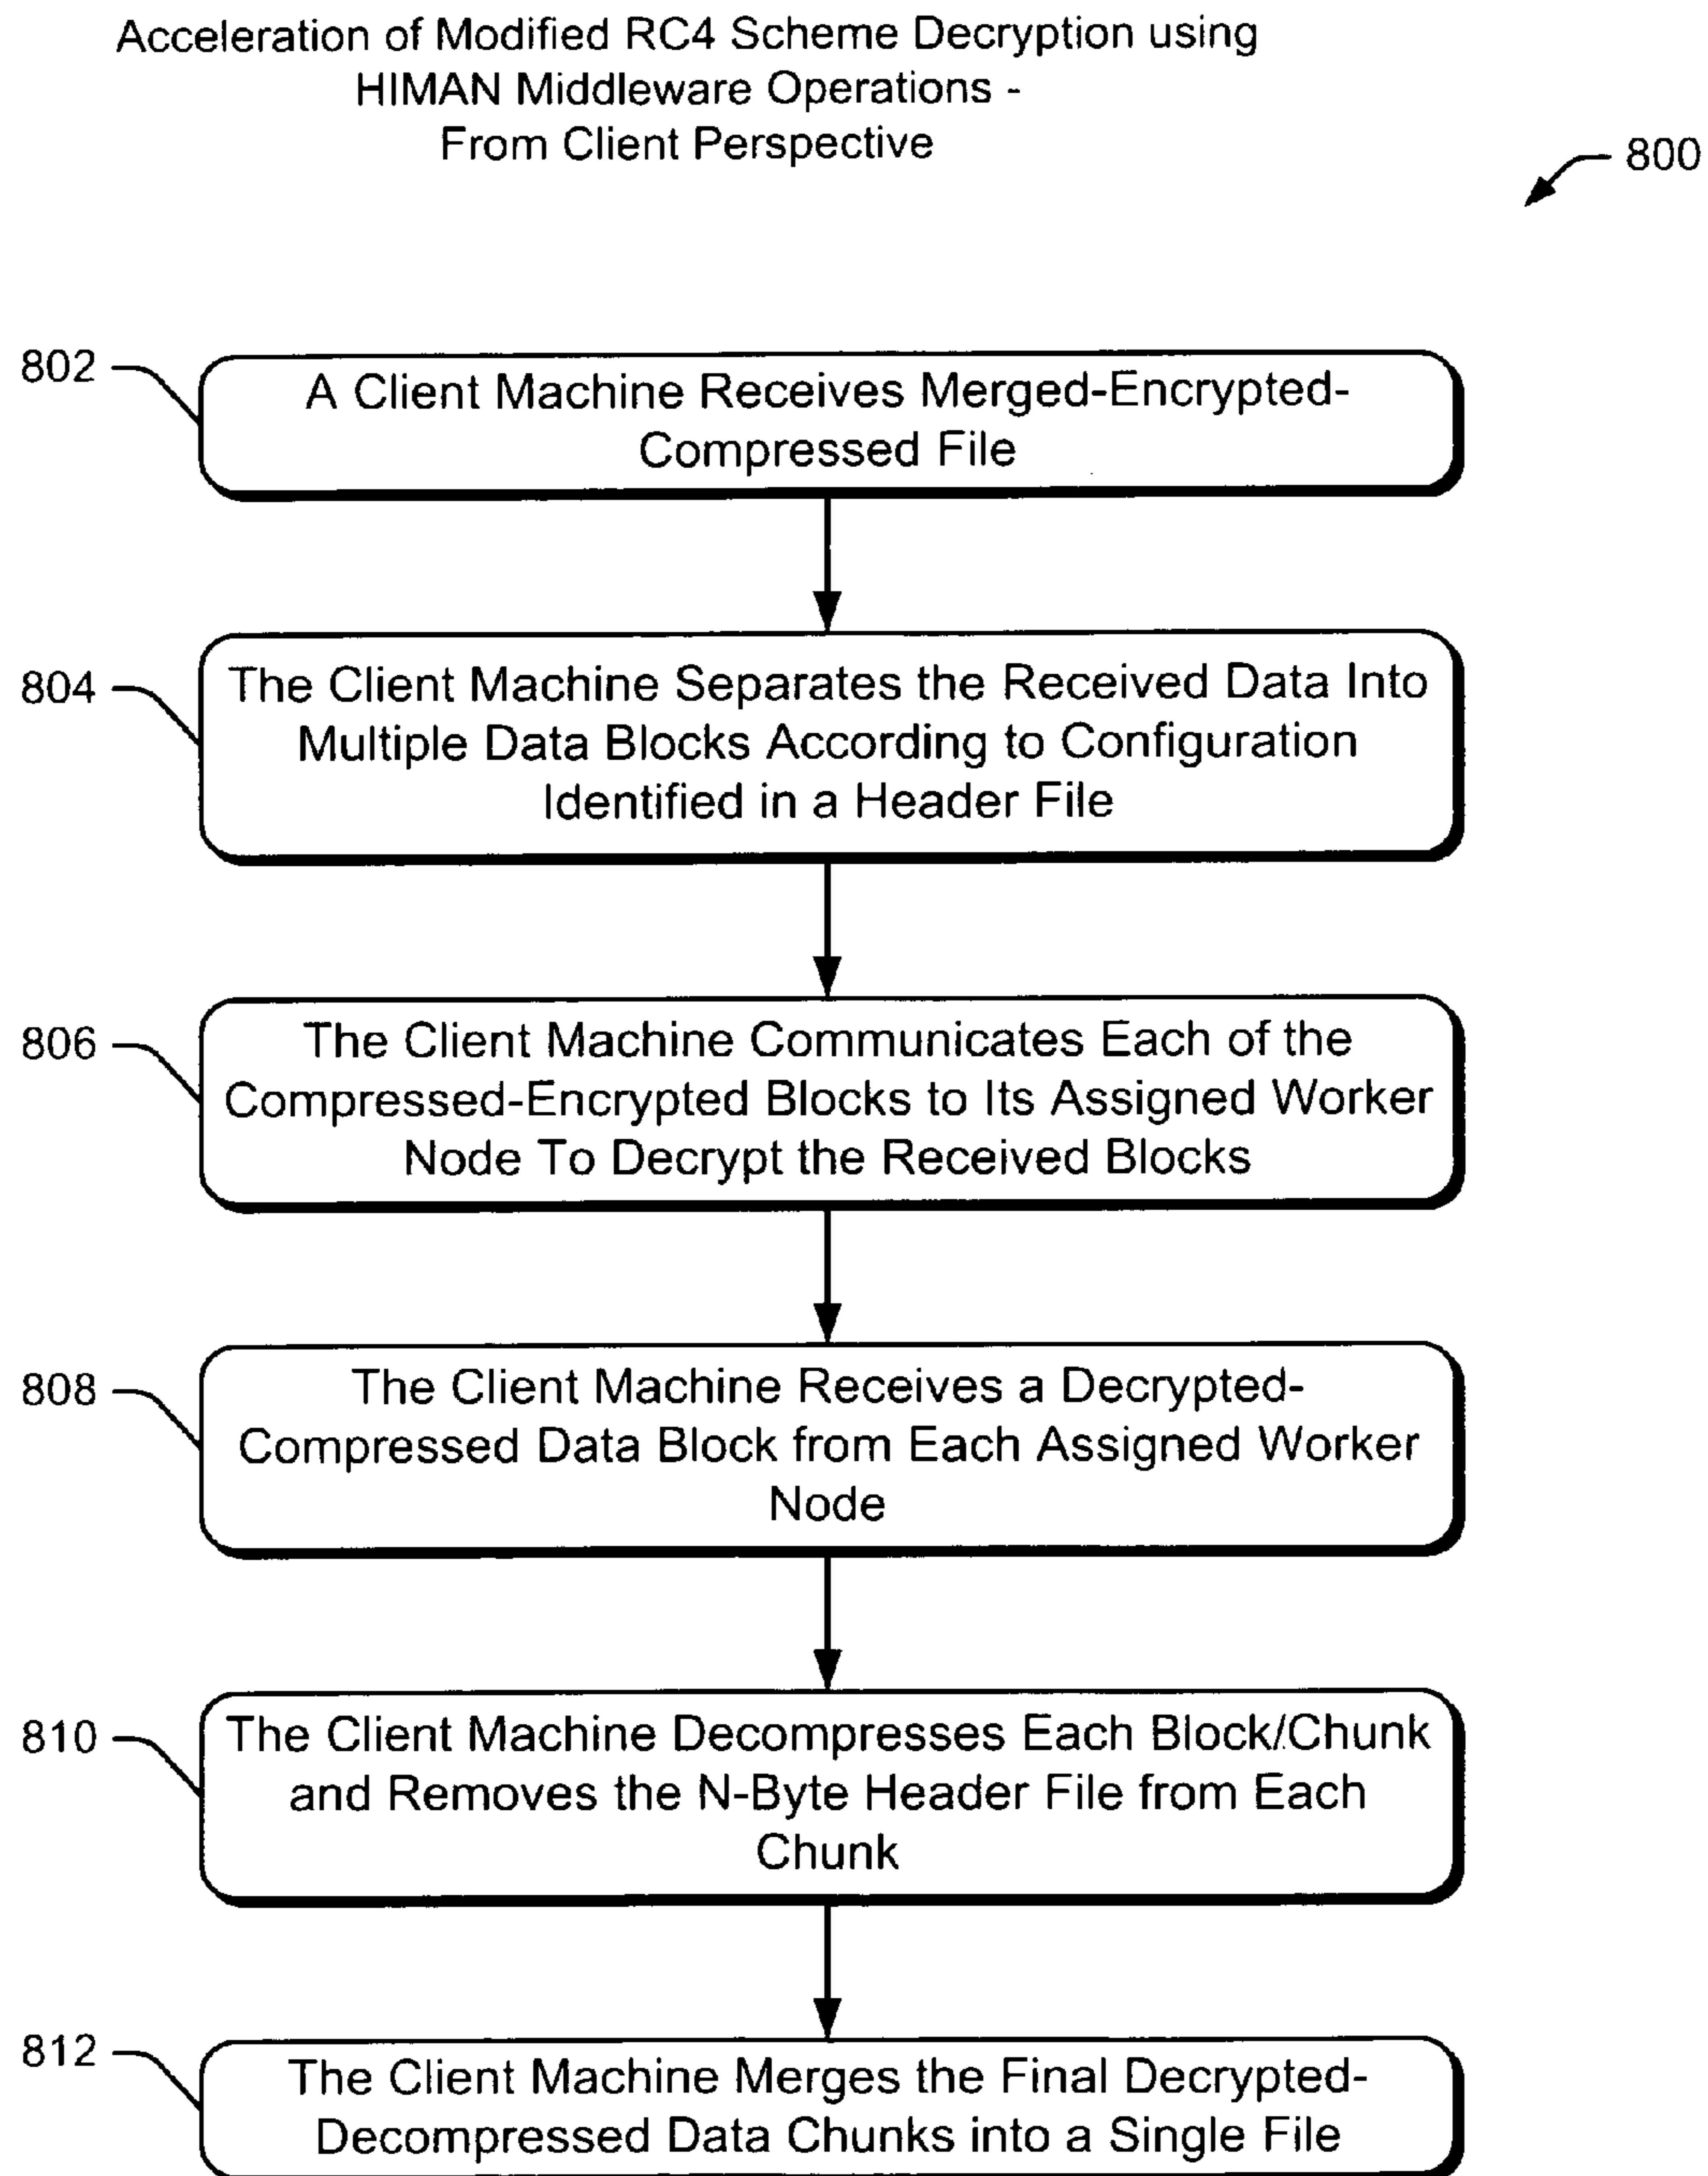 Acceleration of Modified RC4 Scheme Decryption using
HIMAN Middleware Operations -
From Client Perspective
800
802
A Client Machine Receives Merged-Encrypted-
Compressed File
804
The Client Machine Separates the Received Data Into
Multiple Data Blocks According to Configuration
Identified in a Header File
806
The Client Machine Communicates Each of the
Compressed-Encrypted Blocks to Its Assigned Worker
Node To Decrypt the Received Blocks
808
The Client Machine Receives a Decrypted-
Compressed Data Block from Each Assigned Worker
Node
810
The Client Machine Decompresses Each Block/Chunk
and Removes the N-Byte Header File from Each
Chunk
812
The Client Machine Merges the Final Decrypted-
Decompressed Data Chunks into a Single File